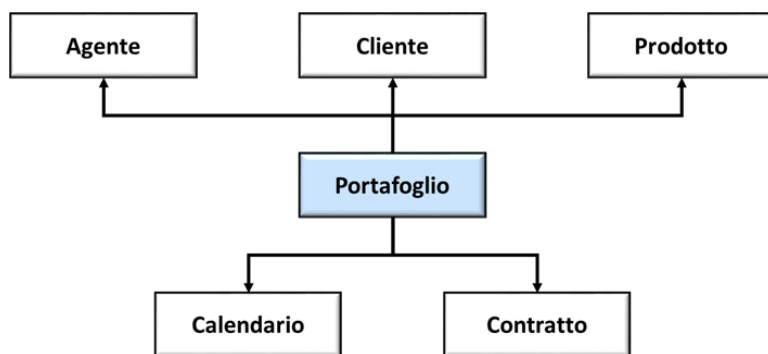 Agente
Cliente
Prodotto
Portafoglio
Calendario
Contratto